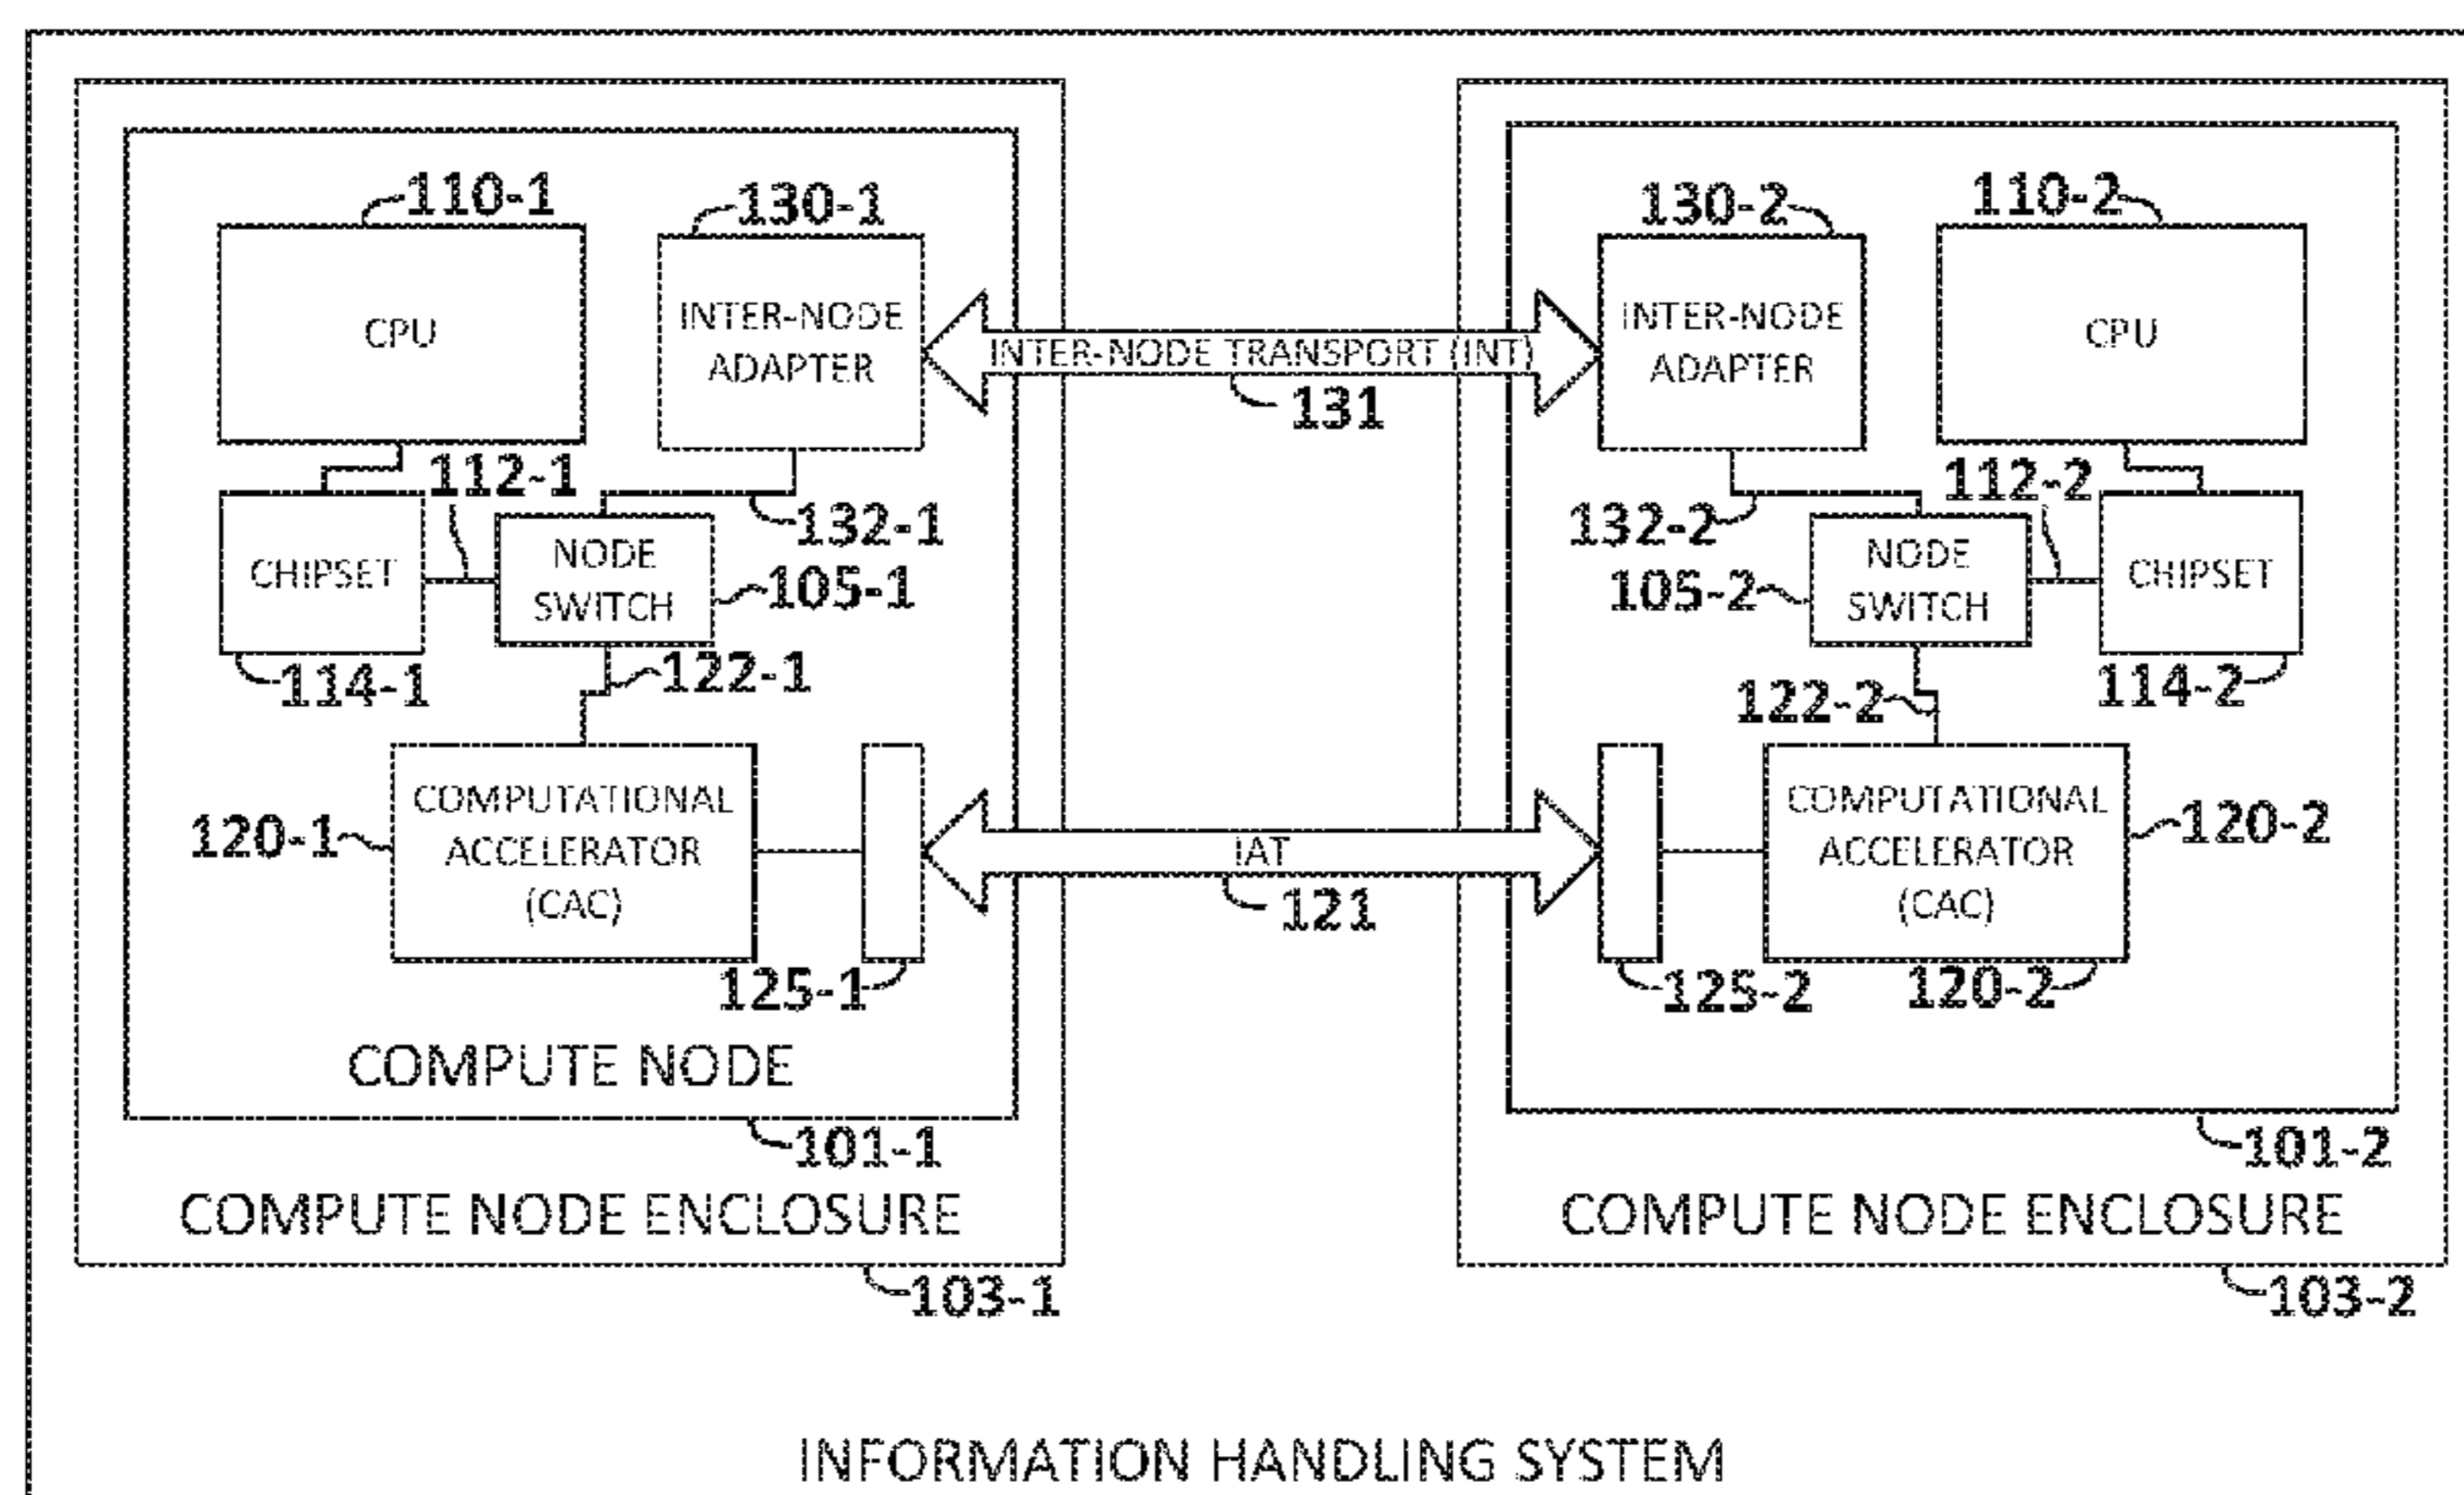 110-1
130-1
130-2
110-2
CPU
INTER-NODE
ADAPTER
INTER-NODE TRANSPORT (INT)
131
INTER-NODE
ADAPTER
CPU
112-1
132-1
132-2
112-2
CHIPSET
NODE
SWITCH
105-1
105-2
NODE
SWITCH
CHIPSET
114-1
122-1
122-2
114-2
120-1
COMPUTATIONAL
ACCELERATOR
(CAC)
IAT
121
COMPUTATIONAL
ACCELERATOR
(CAC)
120-2
125-1
125-2
120-2
COMPUTE NODE
101-1
101-2
COMPUTE NODE ENCLOSURE
COMPUTE NODE ENCLOSURE
103-1
103-2
INFORMATION HANDLING SYSTEM